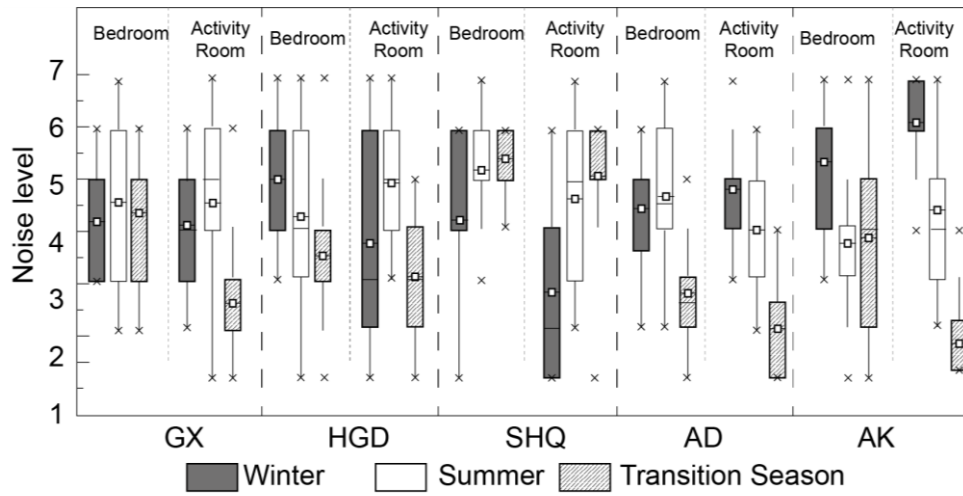 Bedroom Activity Room Bedroom Activity Room Bedroom Activity Room Bedroom Activity Room Bedroom Activity Room
7
6
5
4
3
2
1
Noise level
GX HGD SHQ AD AK
Winter Summer Transition Season